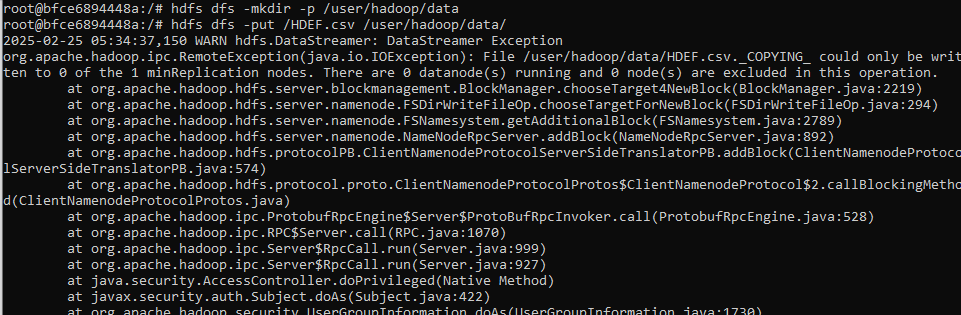 root@bfce6894448a:/# hdfs dfs -mkdir -p /user/hadoop/data
root@bfce6894448a:/# hdfs dfs -put /HDEF.csv /user/hadoop/data/
2025-02-25 05:34:37,150 WARN hdfs.DataStreamer: DataStreamer Exception
org.apache.hadoop.ipc.RemoteException(java.io.IOException): File /user/hadoop/data/HDEF.csv._COPYING_ could only be writ
ten to 0 of the 1 minReplication nodes. There are 0 datanode(s) running and 0 node(s) are excluded in this operation.
at org.apache.hadoop.hdfs.server.blockmanagement.BlockManager.chooseTarget4NewBlock(BlockManager.java:2219)
at org.apache.hadoop.hdfs.server.namenode.FSDirWriteFileOp.chooseTargetForNewBlock(FSDirWriteFileOp.java:294)
at org.apache.hadoop.hdfs.server.namenode.FSNamesystem.getAdditionalBlock(FSNamesystem.java:2789)
at org.apache.hadoop.hdfs.server.namenode.NameNodeRpcServer.addBlock(NameNodeRpcServer.java:892)
at org.apache.hadoop.hdfs.protocolPB.ClientNamenodeProtocolServerSideTranslatorPB.addBlock(ClientNamenodeProtoco
lServerSideTranslatorPB.java:574)
at org.apache.hadoop.hdfs.protocol.proto.ClientNamenodeProtocolProtos$ClientNamenodeProtocol$2.callBlockingMetho
d(ClientNamenodeProtocolProtos.java)
at org.apache.hadoop.ipc.ProtobufRpcEngine$Server$ProtoBufRpcInvoker.call(ProtobufRpcEngine.java:528)
at org.apache.hadoop.ipc.RPC$Server.call(RPC.java:1070)
at org.apache.hadoop.ipc.Server$RpcCall.run(Server.java:999)
at org.apache.hadoop.ipc.Server$RpcCall.run(Server.java:927)
at java.security.AccessController.doPrivileged(Native Method)
at javax.security.auth.Subject.doAs(Subject.java:422)
at org.apache.hadoop.security.UserGroupInformation.doAs(UserGroupInformation.java:1730)